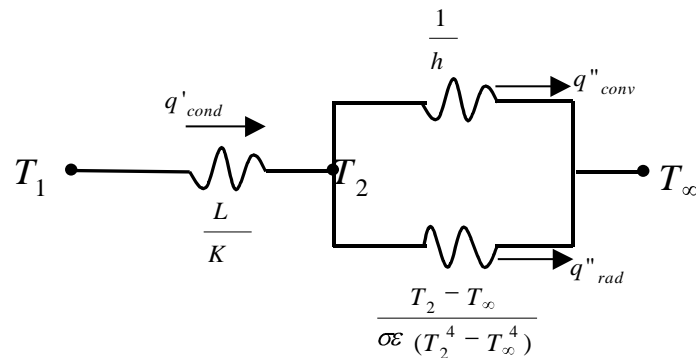 1/h
q"conv
q'cond
T1
T2
T∞
L/K
q"rad
T2 − T∞
σε (T2^4 − T∞^4)